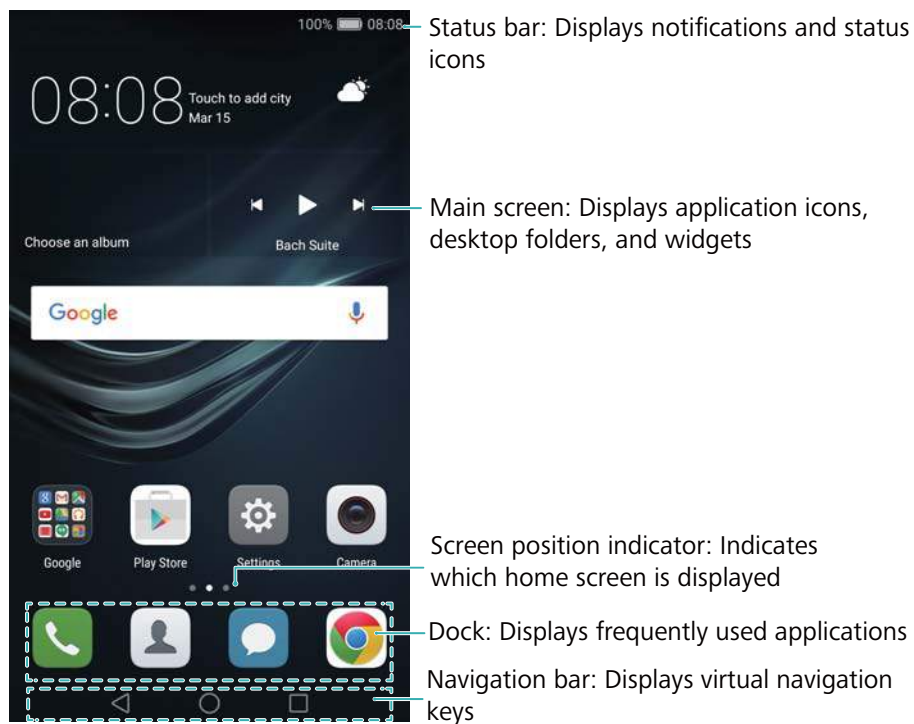 100% 08:08
Status bar: Displays notifications and status
icons
08:08
Touch to add city
Mar 15
Main screen: Displays application icons,
desktop folders, and widgets
Choose an album
Bach Suite
Google
Google
Play Store
Settings
Camera
Screen position indicator: Indicates
which home screen is displayed
Dock: Displays frequently used applications
Navigation bar: Displays virtual navigation
keys